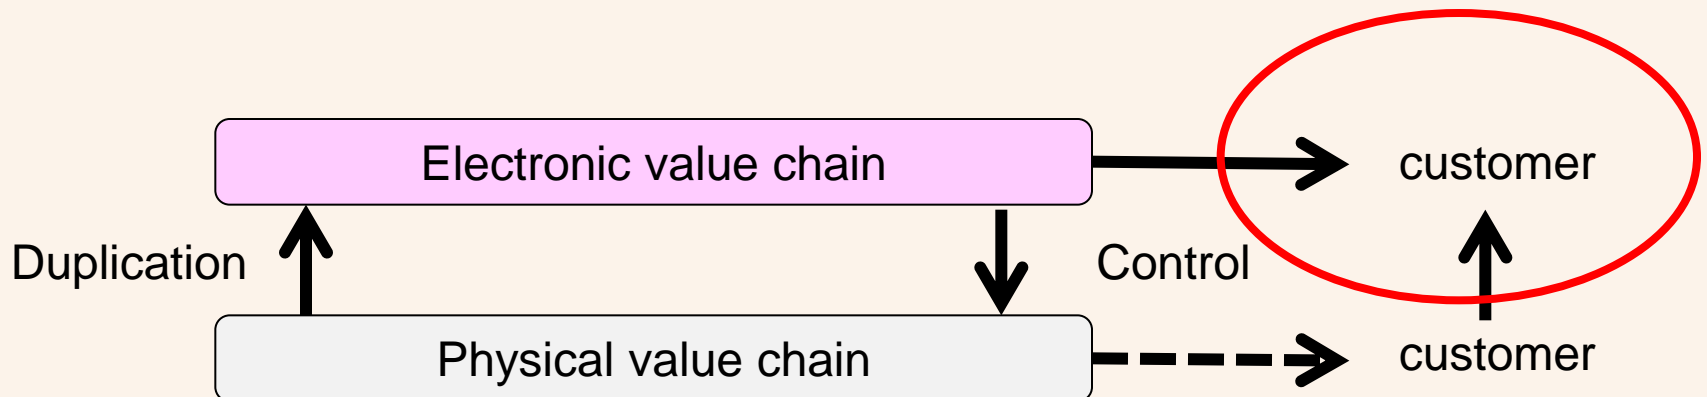 Electronic value chain
customer
Duplication
Control
Physical value chain
customer